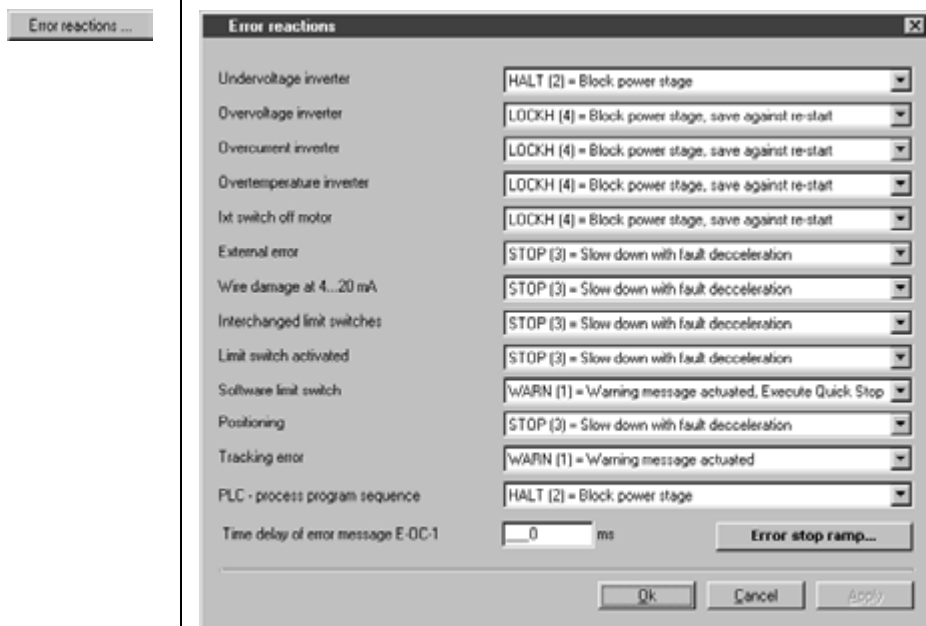 Error reactions ...
Error reactions
Undervoltage inverter HALT (2) = Block power stage
Overvoltage inverter LOCKH (4) = Block power stage, save against re-start
Overcurrent inverter LOCKH (4) = Block power stage, save against re-start
Overtemperature inverter LOCKH (4) = Block power stage, save against re-start
Ixt switch off motor LOCKH (4) = Block power stage, save against re-start
External error STOP (3) = Slow down with fault decceleration
Wire damage at 4...20 mA STOP (3) = Slow down with fault decceleration
Interchanged limit switches STOP (3) = Slow down with fault decceleration
Limit switch activated STOP (3) = Slow down with fault decceleration
Software limit switch WARN (1) = Warning message actuated, Execute Quick Stop
Positioning STOP (3) = Slow down with fault decceleration
Tracking error WARN (1) = Warning message actuated
PLC - process program sequence HALT (2) = Block power stage
Time delay of error message E-OC-1 __0 ms Error stop ramp...
Ok Cancel Apply